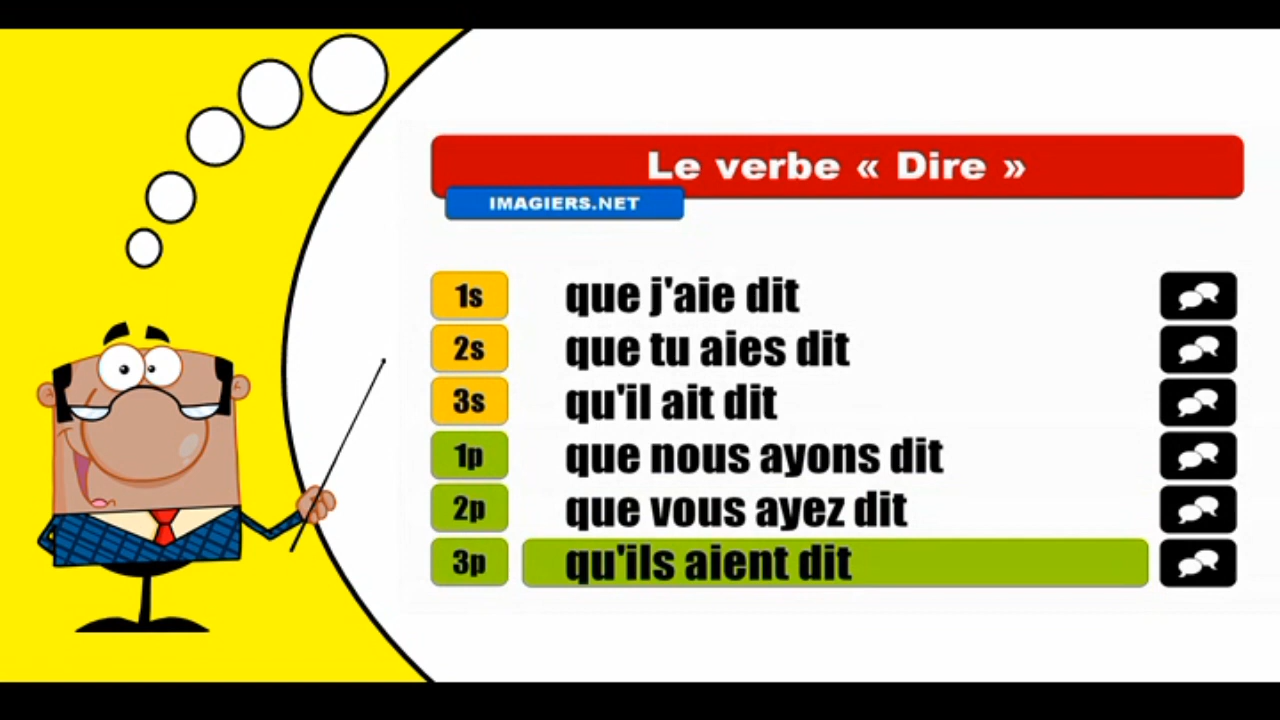 Le verbe « Dire »
IMAGIERS.NET
1s que j'aie dit
2s que tu aies dit
3s qu'il ait dit
1p que nous ayons dit
2p que vous ayez dit
3p qu'ils aient dit